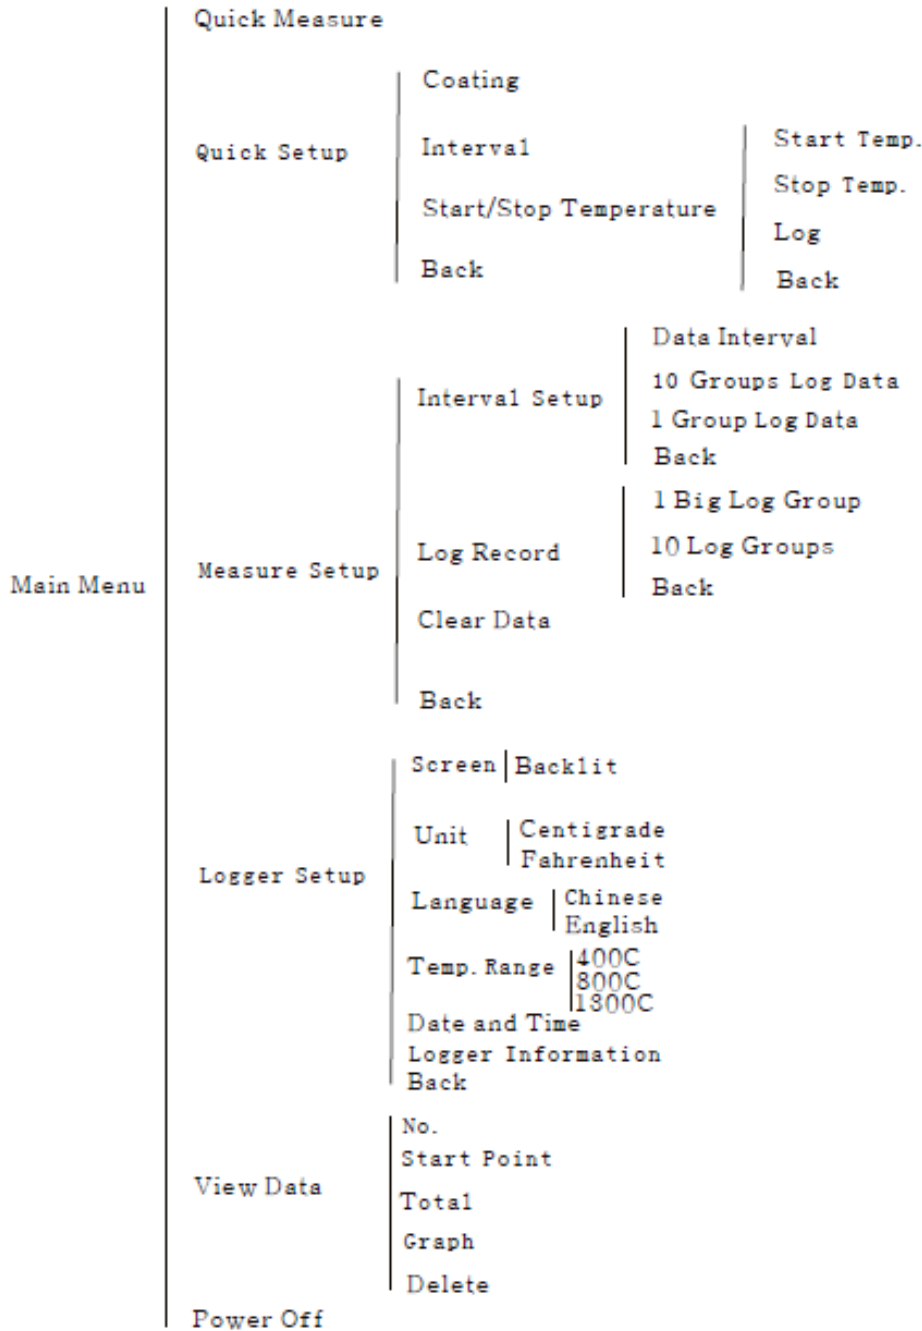 Main Menu
Quick Measure
Quick Setup
Coating
Interval
Start/Stop Temperature
Start Temp.
Stop Temp.
Log
Back
Back
Measure Setup
Interval Setup
Data Interval
10 Groups Log Data
1 Group Log Data
Back
Log Record
1 Big Log Group
10 Log Groups
Back
Clear Data
Back
Logger Setup
Screen
Backlit
Unit
Centigrade
Fahrenheit
Language
Chinese
English
Temp. Range
400C
800C
1300C
Date and Time
Logger Information
Back
View Data
No.
Start Point
Total
Graph
Delete
Power Off